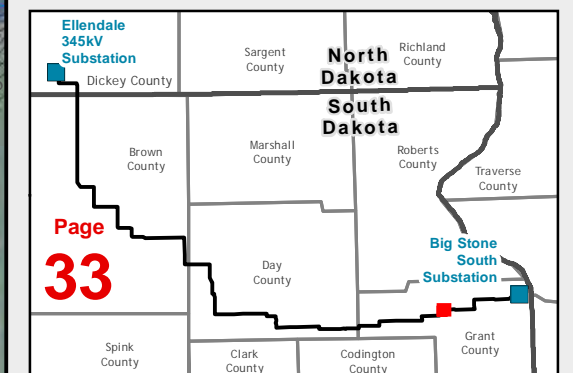 Ellendale
345kV
Substation
Dickey County
Sargent
County
Richland
County
North
Dakota
South
Dakota
Brown
County
Marshall
County
Roberts
County
Traverse
County
Page
33
Day
County
Big Stone
South
Substation
Spink
County
Clark
County
Codington
County
Grant
County